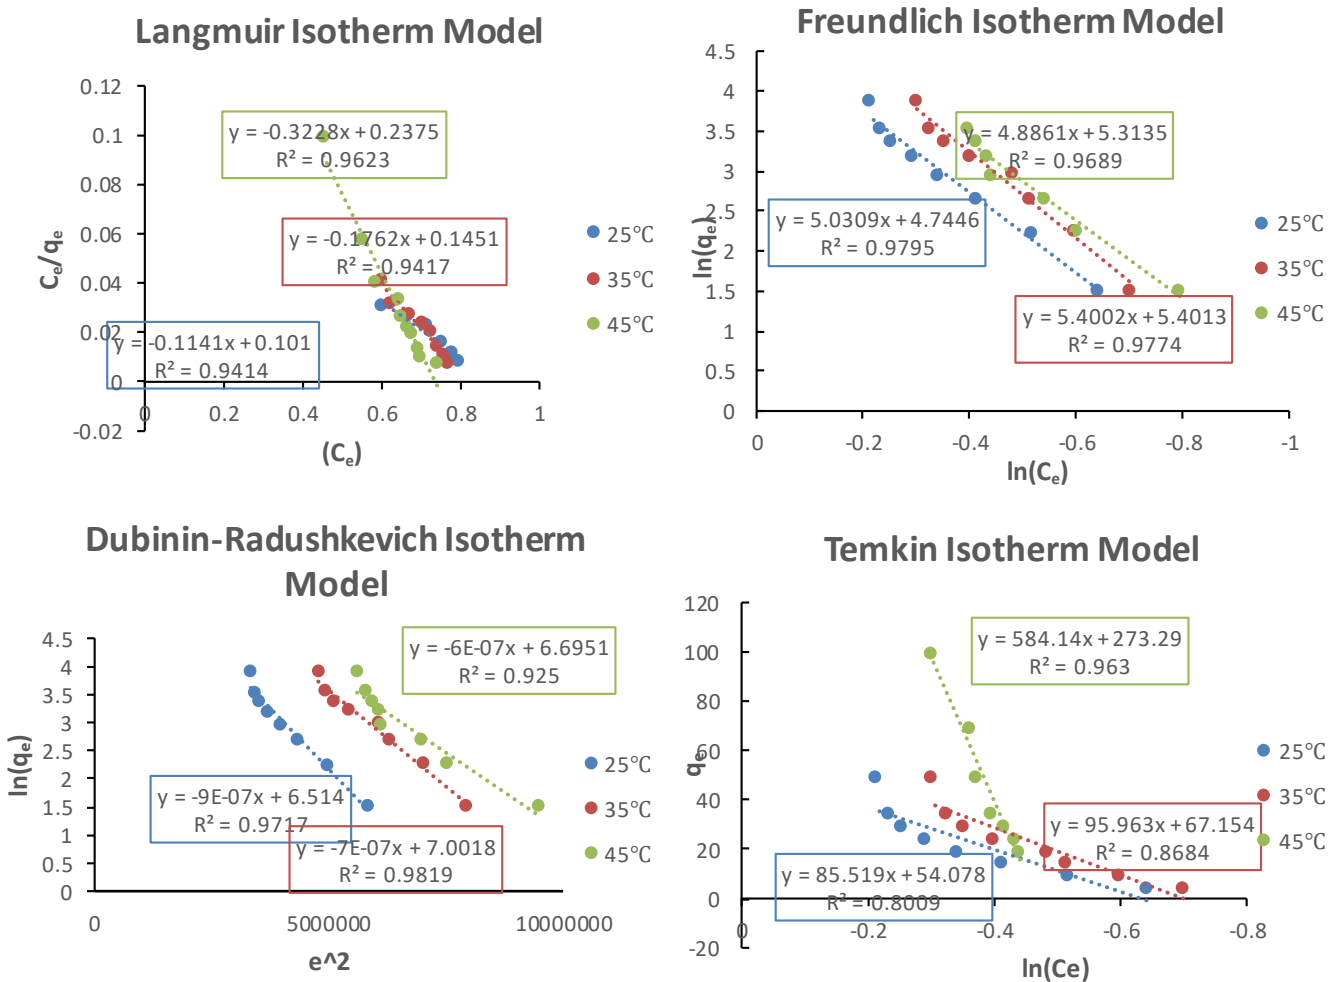 Langmuir Isotherm Model
0.12
0.1
0.08
0.06
0.04
0.02
0
-0.02
Cₑ/qₑ
y = -0.3228x + 0.2375
R² = 0.9623
y = -0.1762x + 0.1451
R² = 0.9417
y = -0.1141x + 0.101
R² = 0.9414
0 0.2 0.4 0.6 0.8 1
(Cₑ)
25℃
35℃
45℃
Freundlich Isotherm Model
4.5
4
3.5
3
2.5
2
1.5
1
0.5
0
ln(qₑ)
y = 4.8861x + 5.3135
R² = 0.9689
y = 5.0309x + 4.7446
R² = 0.9795
y = 5.4002x + 5.4013
R² = 0.9774
0 -0.2 -0.4 -0.6 -0.8 -1
ln(Cₑ)
25℃
35℃
45℃
Dubinin-Radushkevich Isotherm
Model
4.5
4
3.5
3
2.5
2
1.5
1
0.5
0
ln(qₑ)
y = -6E-07x + 6.6951
R² = 0.925
y = -9E-07x + 6.514
R² = 0.9717
y = -7E-07x + 7.0018
R² = 0.9819
0 5000000 10000000
e^2
25℃
35℃
45℃
Temkin Isotherm Model
120
100
80
60
40
20
0
-20
qₑ
y = 584.14x + 273.29
R² = 0.963
y = 95.963x + 67.154
R² = 0.8684
y = 85.519x + 54.078
R² = 0.8009
0 -0.2 -0.4 -0.6 -0.8
ln(Ce)
25℃
35℃
45℃